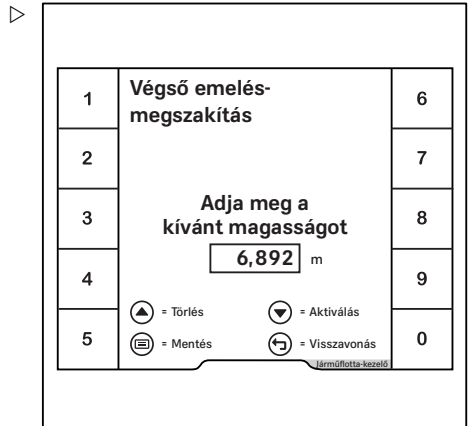 Végső emelés-
megszakítás
1
2
3
4
5
6
7
8
9
0
Adja meg a
kívánt magasságot
6,892 m
= Törlés
= Aktiválás
= Mentés
= Visszavonás
Járműflotta-kezelő